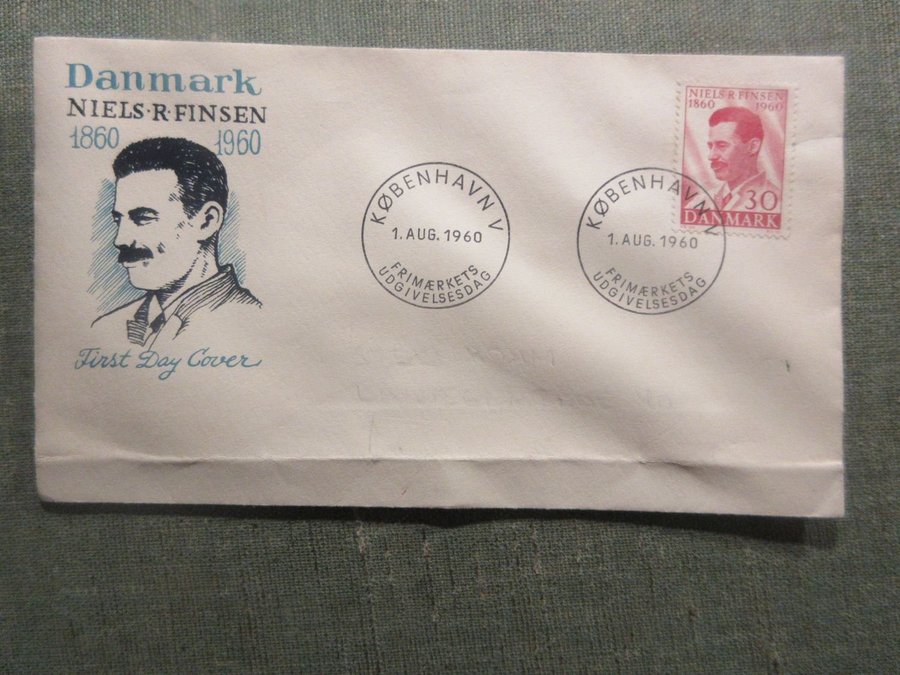 Danmark
NIELS·R·FINSEN
1860 1960
First Day Cover
KØBENHAVN V
1. AUG. 1960
FRIMÆRKETS
UDGIVELSESDAG
KØBENHAVN V
1. AUG. 1960
FRIMÆRKETS
UDGIVELSESDAG
NIELS R FINSEN
1860 1960
30
DANMARK